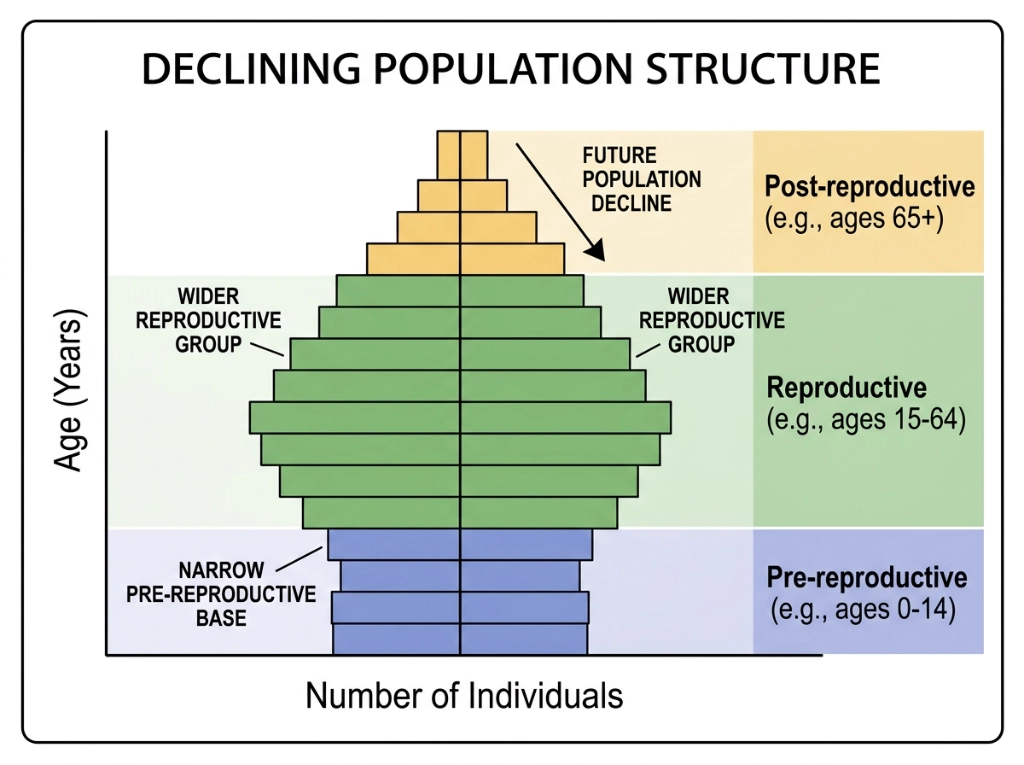 DECLINING POPULATION STRUCTURE
FUTURE
POPULATION
DECLINE
Post-reproductive
(e.g., ages 65+)
WIDER
REPRODUCTIVE
GROUP
WIDER
REPRODUCTIVE
GROUP
Reproductive
(e.g., ages 15-64)
Age (Years)
NARROW
PRE-REPRODUCTIVE
BASE
Pre-reproductive
(e.g., ages 0-14)
Number of Individuals